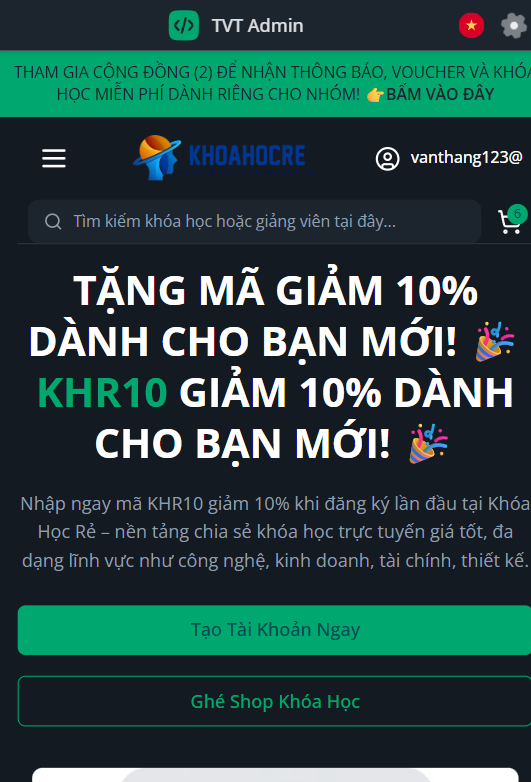 TVT Admin
THAM GIA CỘNG ĐỒNG (2) ĐỂ NHẬN THÔNG BÁO, VOUCHER VÀ KHÓA
HỌC MIỄN PHÍ DÀNH RIÊNG CHO NHÓM! 👉BẤM VÀO ĐÂY
KHOAHOCRE
vanthang123@
Tìm kiếm khóa học hoặc giảng viên tại đây...
6
TẶNG MÃ GIẢM 10%
DÀNH CHO BẠN MỚI! 🎉
KHR10 GIẢM 10% DÀNH
CHO BẠN MỚI! 🎉
Nhập ngay mã KHR10 giảm 10% khi đăng ký lần đầu tại Khóa
Học Rẻ – nền tảng chia sẻ khóa học trực tuyến giá tốt, đa
dạng lĩnh vực như công nghệ, kinh doanh, tài chính, thiết kế.
Tạo Tài Khoản Ngay
Ghé Shop Khóa Học